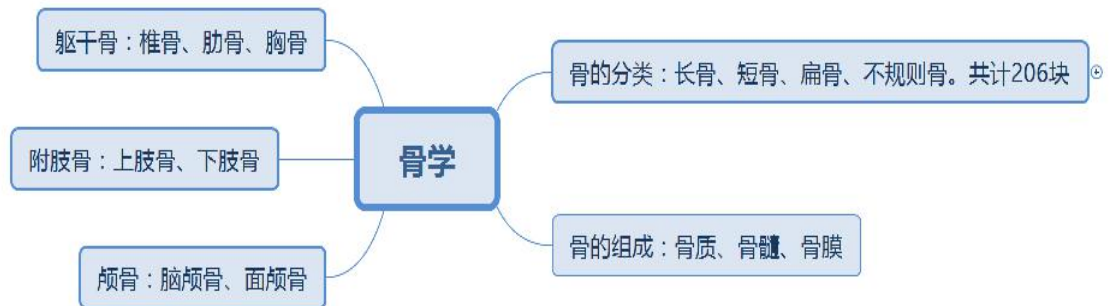 躯干骨：椎骨、肋骨、胸骨
骨的分类：长骨、短骨、扁骨、不规则骨。共计206块
附肢骨：上肢骨、下肢骨
骨学
颅骨：脑颅骨、面颅骨
骨的组成：骨质、骨髓、骨膜